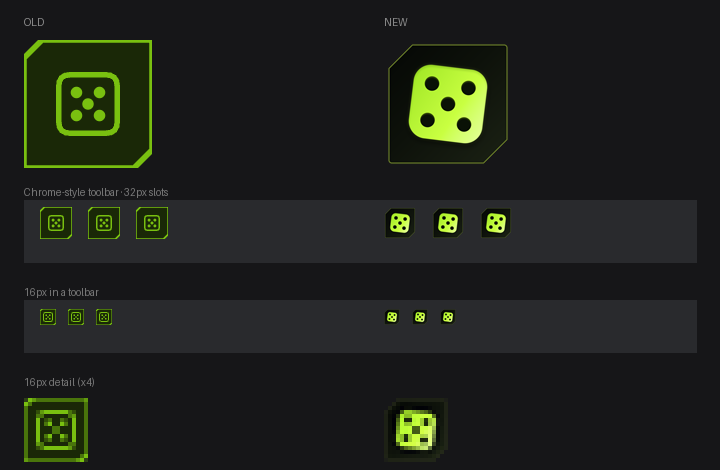 OLD
NEW
Chrome-style toolbar · 32px slots
16px in a toolbar
16px detail (x4)